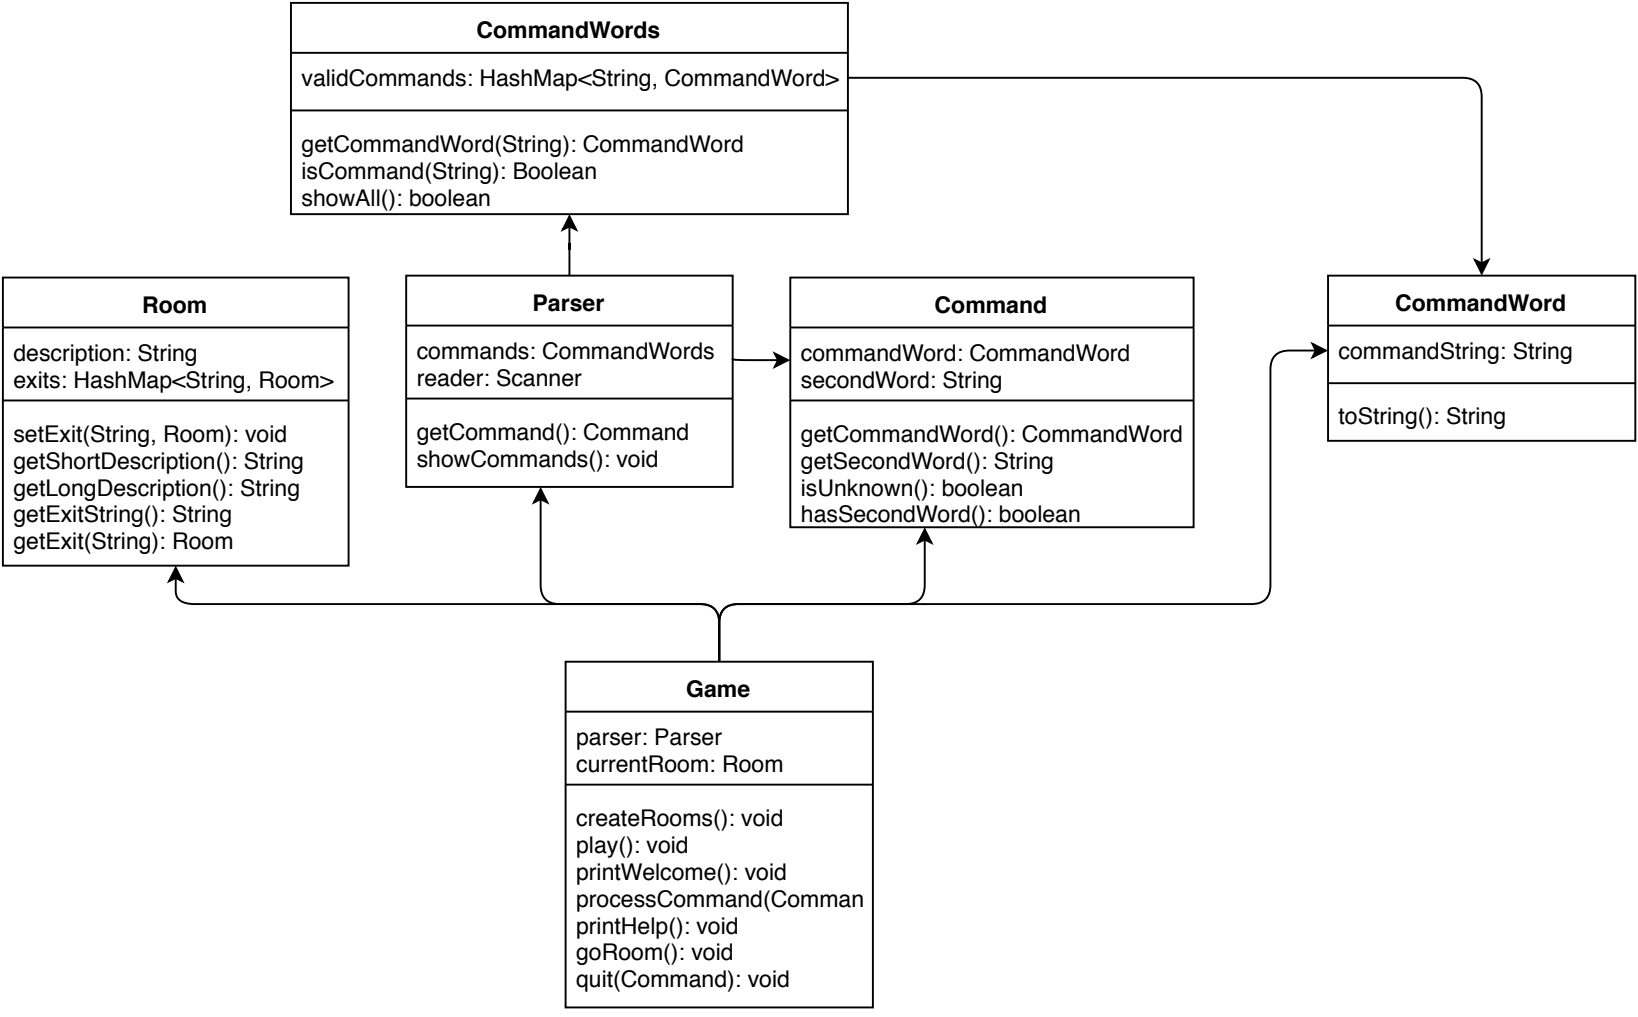 CommandWords
validCommands: HashMap<String, CommandWord>
getCommandWord(String): CommandWord
isCommand(String): Boolean
showAll(): boolean
Room
description: String
exits: HashMap<String, Room>
setExit(String, Room): void
getShortDescription(): String
getLongDescription(): String
getExitString(): String
getExit(String): Room
Parser
commands: CommandWords
reader: Scanner
getCommand(): Command
showCommands(): void
Command
commandWord: CommandWord
secondWord: String
getCommandWord(): CommandWord
getSecondWord(): String
isUnknown(): boolean
hasSecondWord(): boolean
CommandWord
commandString: String
toString(): String
Game
parser: Parser
currentRoom: Room
createRooms(): void
play(): void
printWelcome(): void
processCommand(Comman
printHelp(): void
goRoom(): void
quit(Command): void